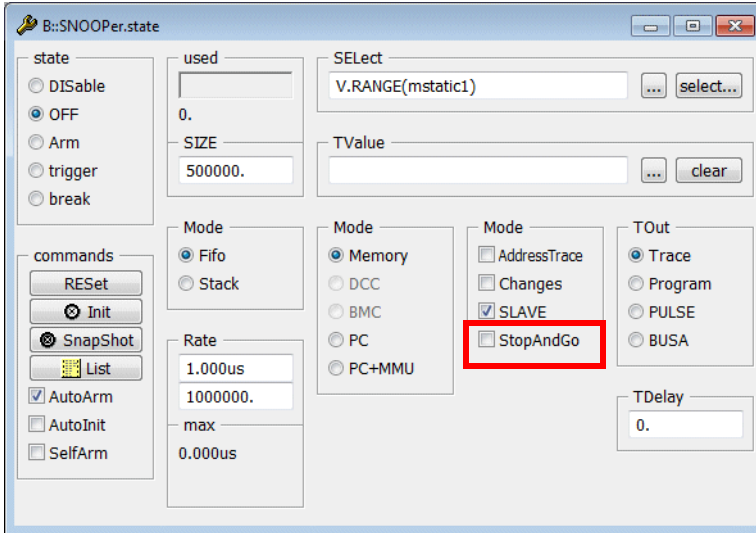 B::SNOOPer.state
state
DISable
OFF
Arm
trigger
break
used
0.
SIZE
500000.
SELect
V.RANGE(mstatic1)
...
select...
TValue
...
clear
commands
RESet
Init
SnapShot
List
AutoArm
AutoInit
SelfArm
Mode
Fifo
Stack
Rate
1.000us
1000000.
max
0.000us
Mode
Memory
DCC
BMC
PC
PC+MMU
Mode
AddressTrace
Changes
SLAVE
StopAndGo
TOut
Trace
Program
PULSE
BUSA
TDelay
0.